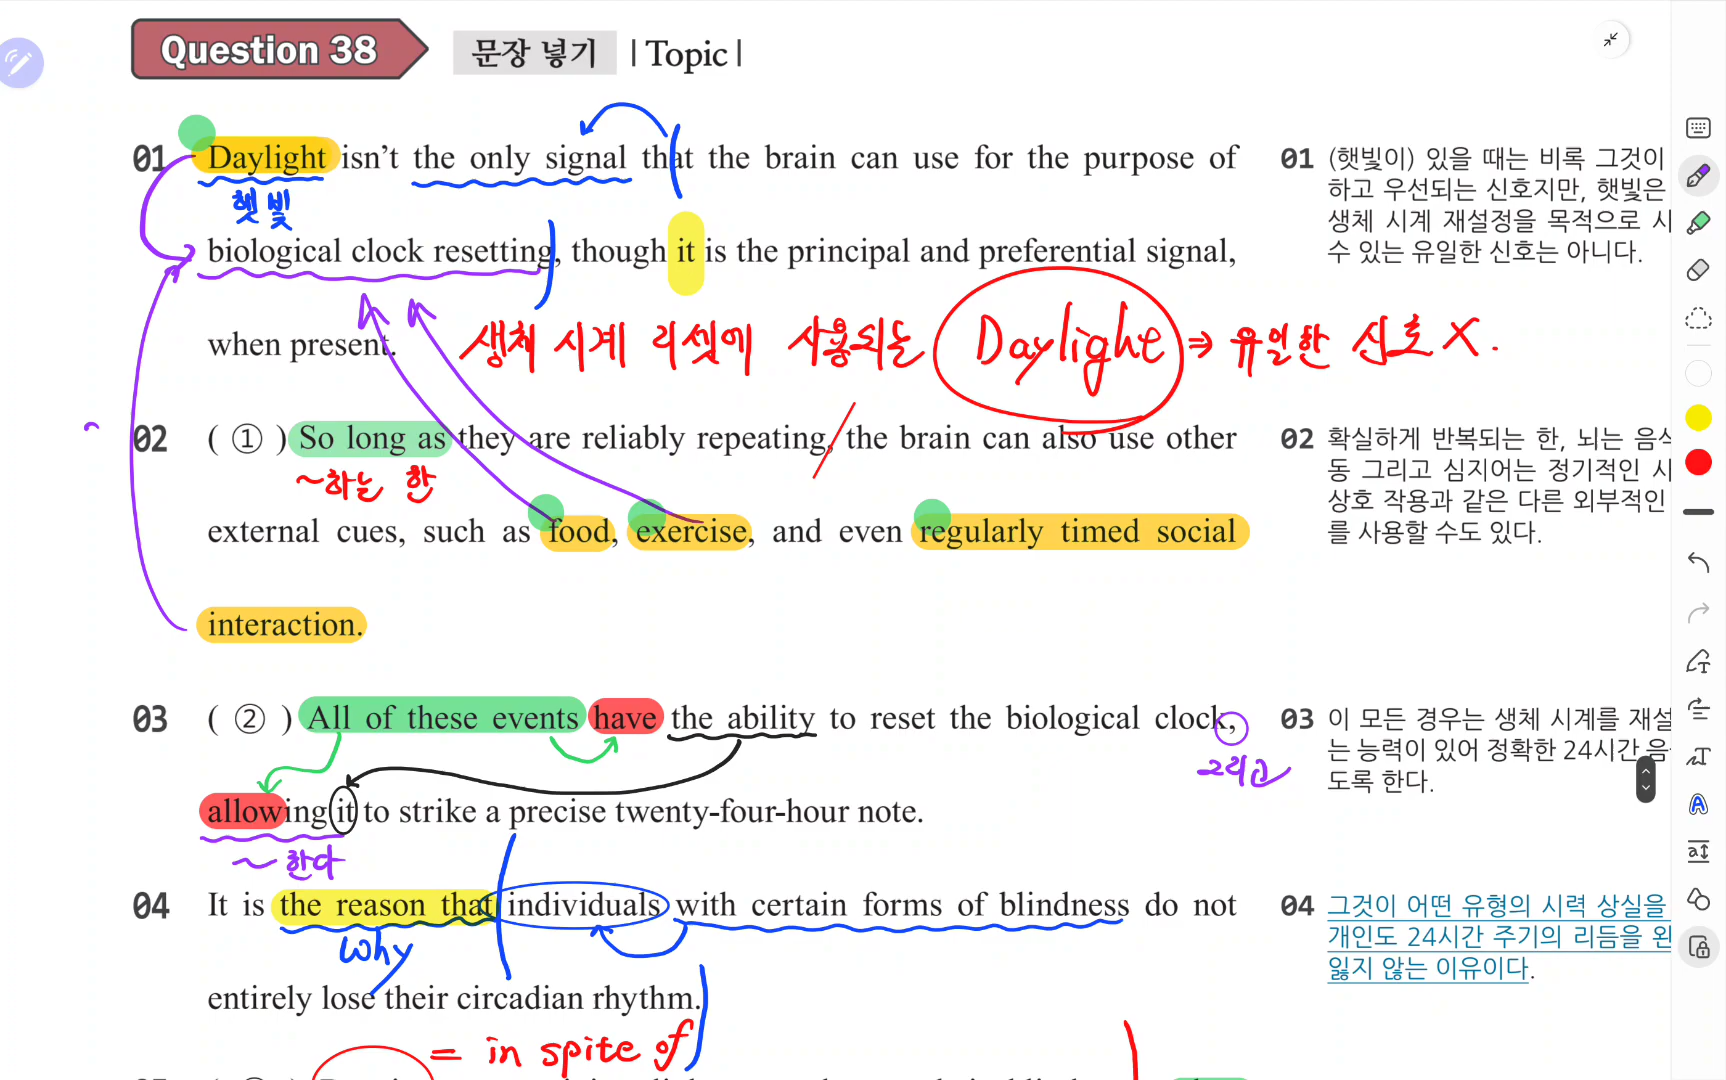 Question 38
문장 넣기 | Topic |
01 Daylight isn't the only signal that the brain can use for the purpose of
햇빛
biological clock resetting, though it is the principal and preferential signal,
when present.
생체 시계 리셋에 사용되는 Daylight ⇒ 유일한 신호 X.
02 ( ① ) So long as they are reliably repeating, the brain can also use other
~하는 한
external cues, such as food, exercise, and even regularly timed social
interaction.
03 ( ② ) All of these events have the ability to reset the biological clock,
그리고
allowing it to strike a precise twenty-four-hour note.
~한다
04 It is the reason that individuals with certain forms of blindness do not
why
entirely lose their circadian rhythm.
= in spite of
01 (햇빛이) 있을 때는 비록 그것이
하고 우선되는 신호지만, 햇빛은
생체 시계 재설정을 목적으로 사
수 있는 유일한 신호는 아니다.
02 확실하게 반복되는 한, 뇌는 음식
동 그리고 심지어는 정기적인 사
상호 작용과 같은 다른 외부적인
를 사용할 수도 있다.
03 이 모든 경우는 생체 시계를 재설
는 능력이 있어 정확한 24시간 음
도록 한다.
04 그것이 어떤 유형의 시력 상실을
개인도 24시간 주기의 리듬을 완
잃지 않는 이유이다.